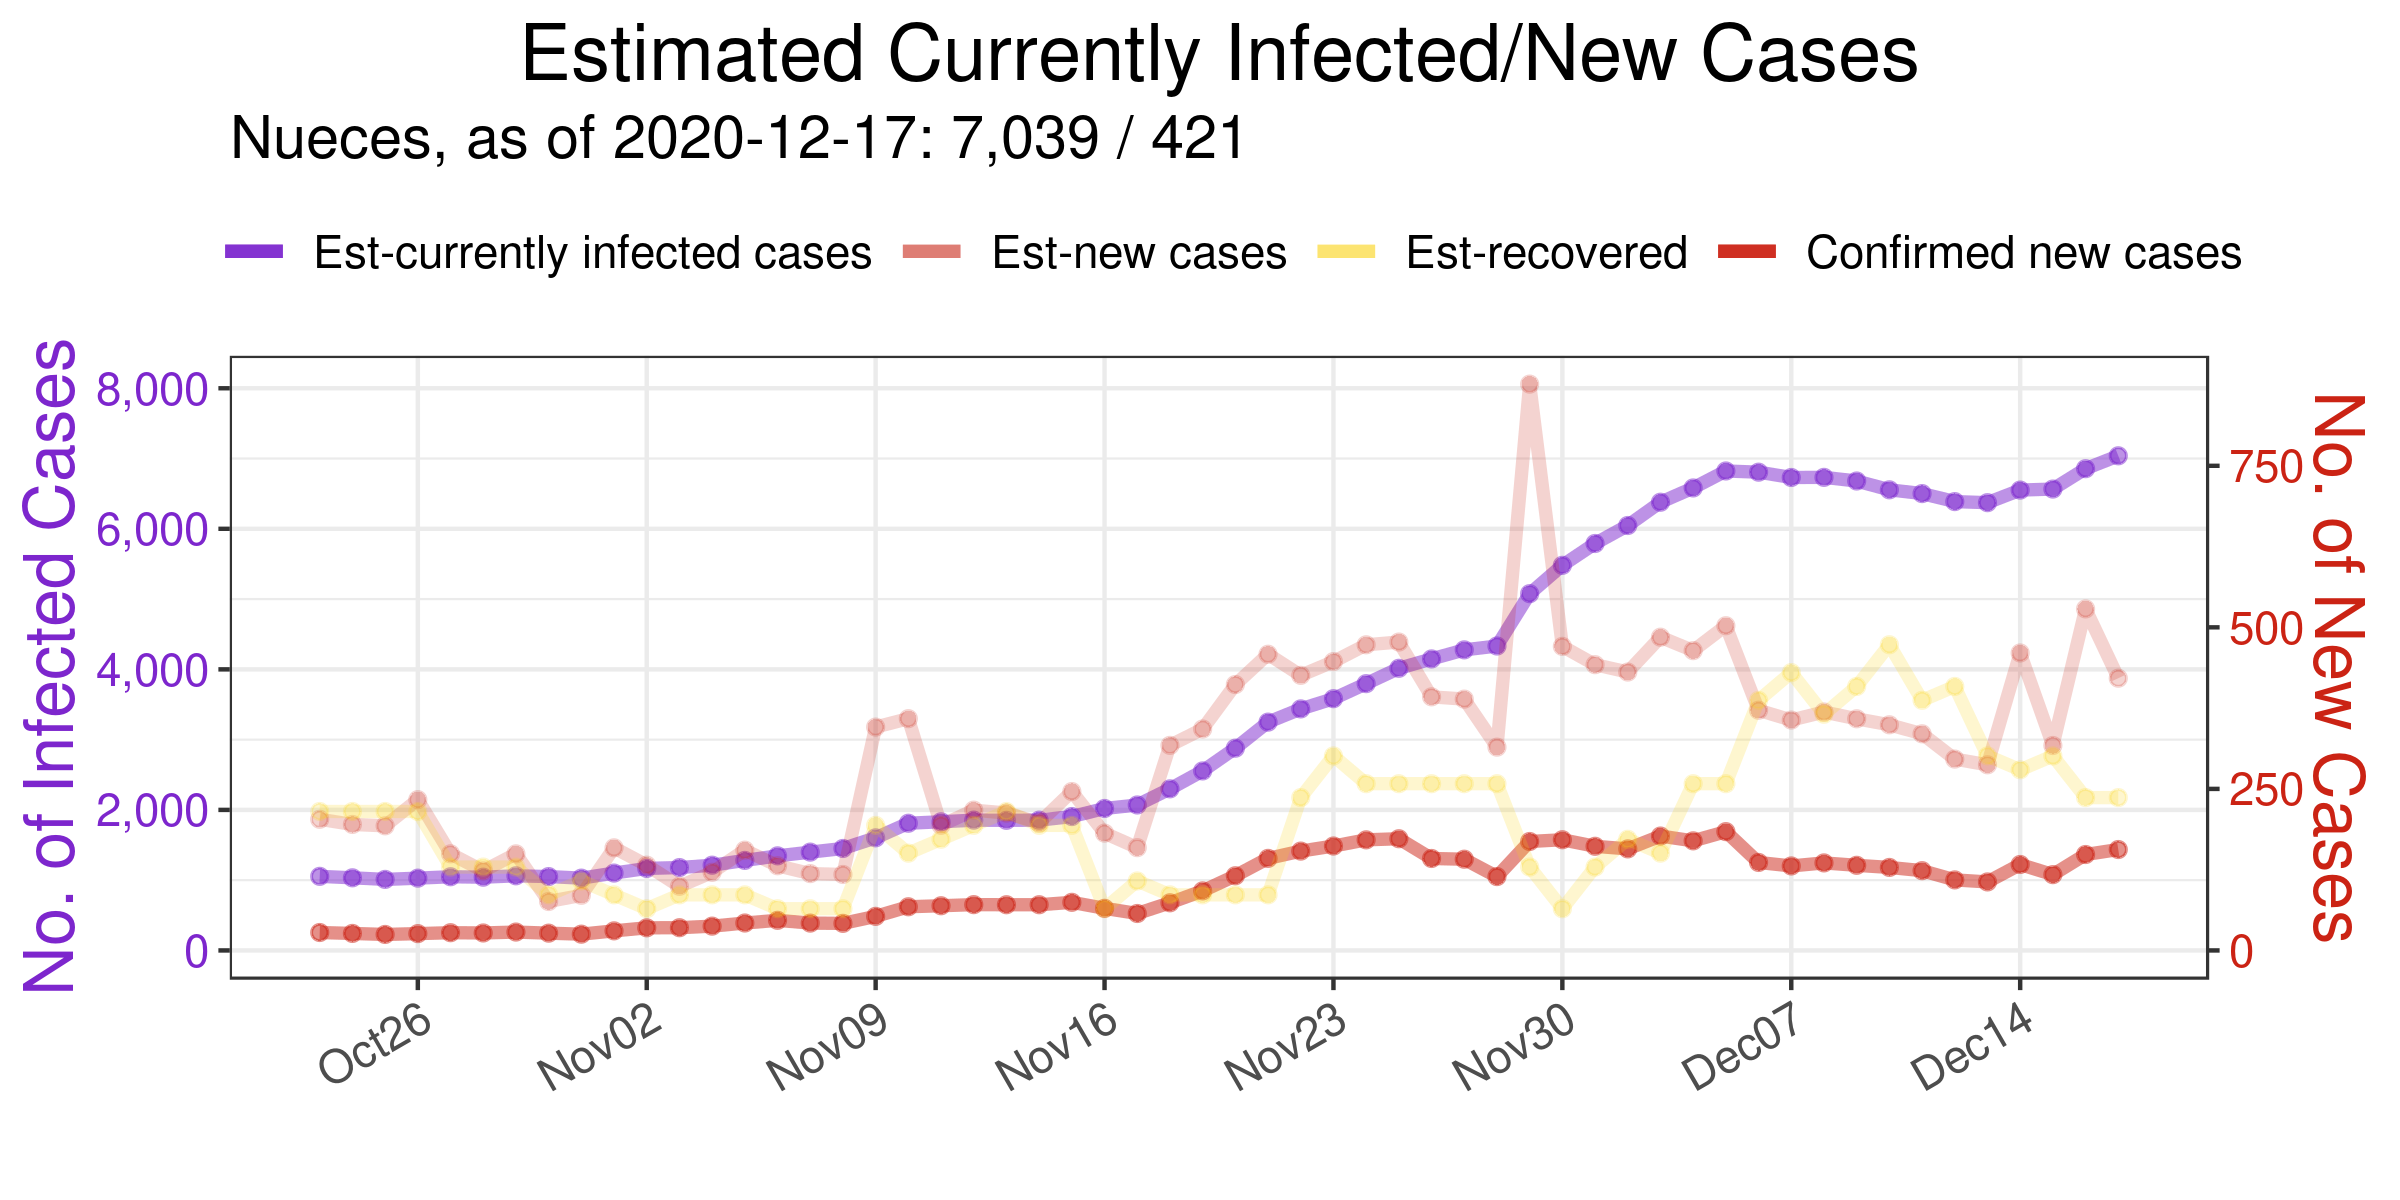 Estimated Currently Infected/New Cases
Nueces, as of 2020-12-17: 7,039 / 421
Est-currently infected cases Est-new cases Est-recovered Confirmed new cases
No. of Infected Cases
8,000
6,000
4,000
2,000
0
No. of New Cases
750
500
250
0
Oct26 Nov02 Nov09 Nov16 Nov23 Nov30 Dec07 Dec14